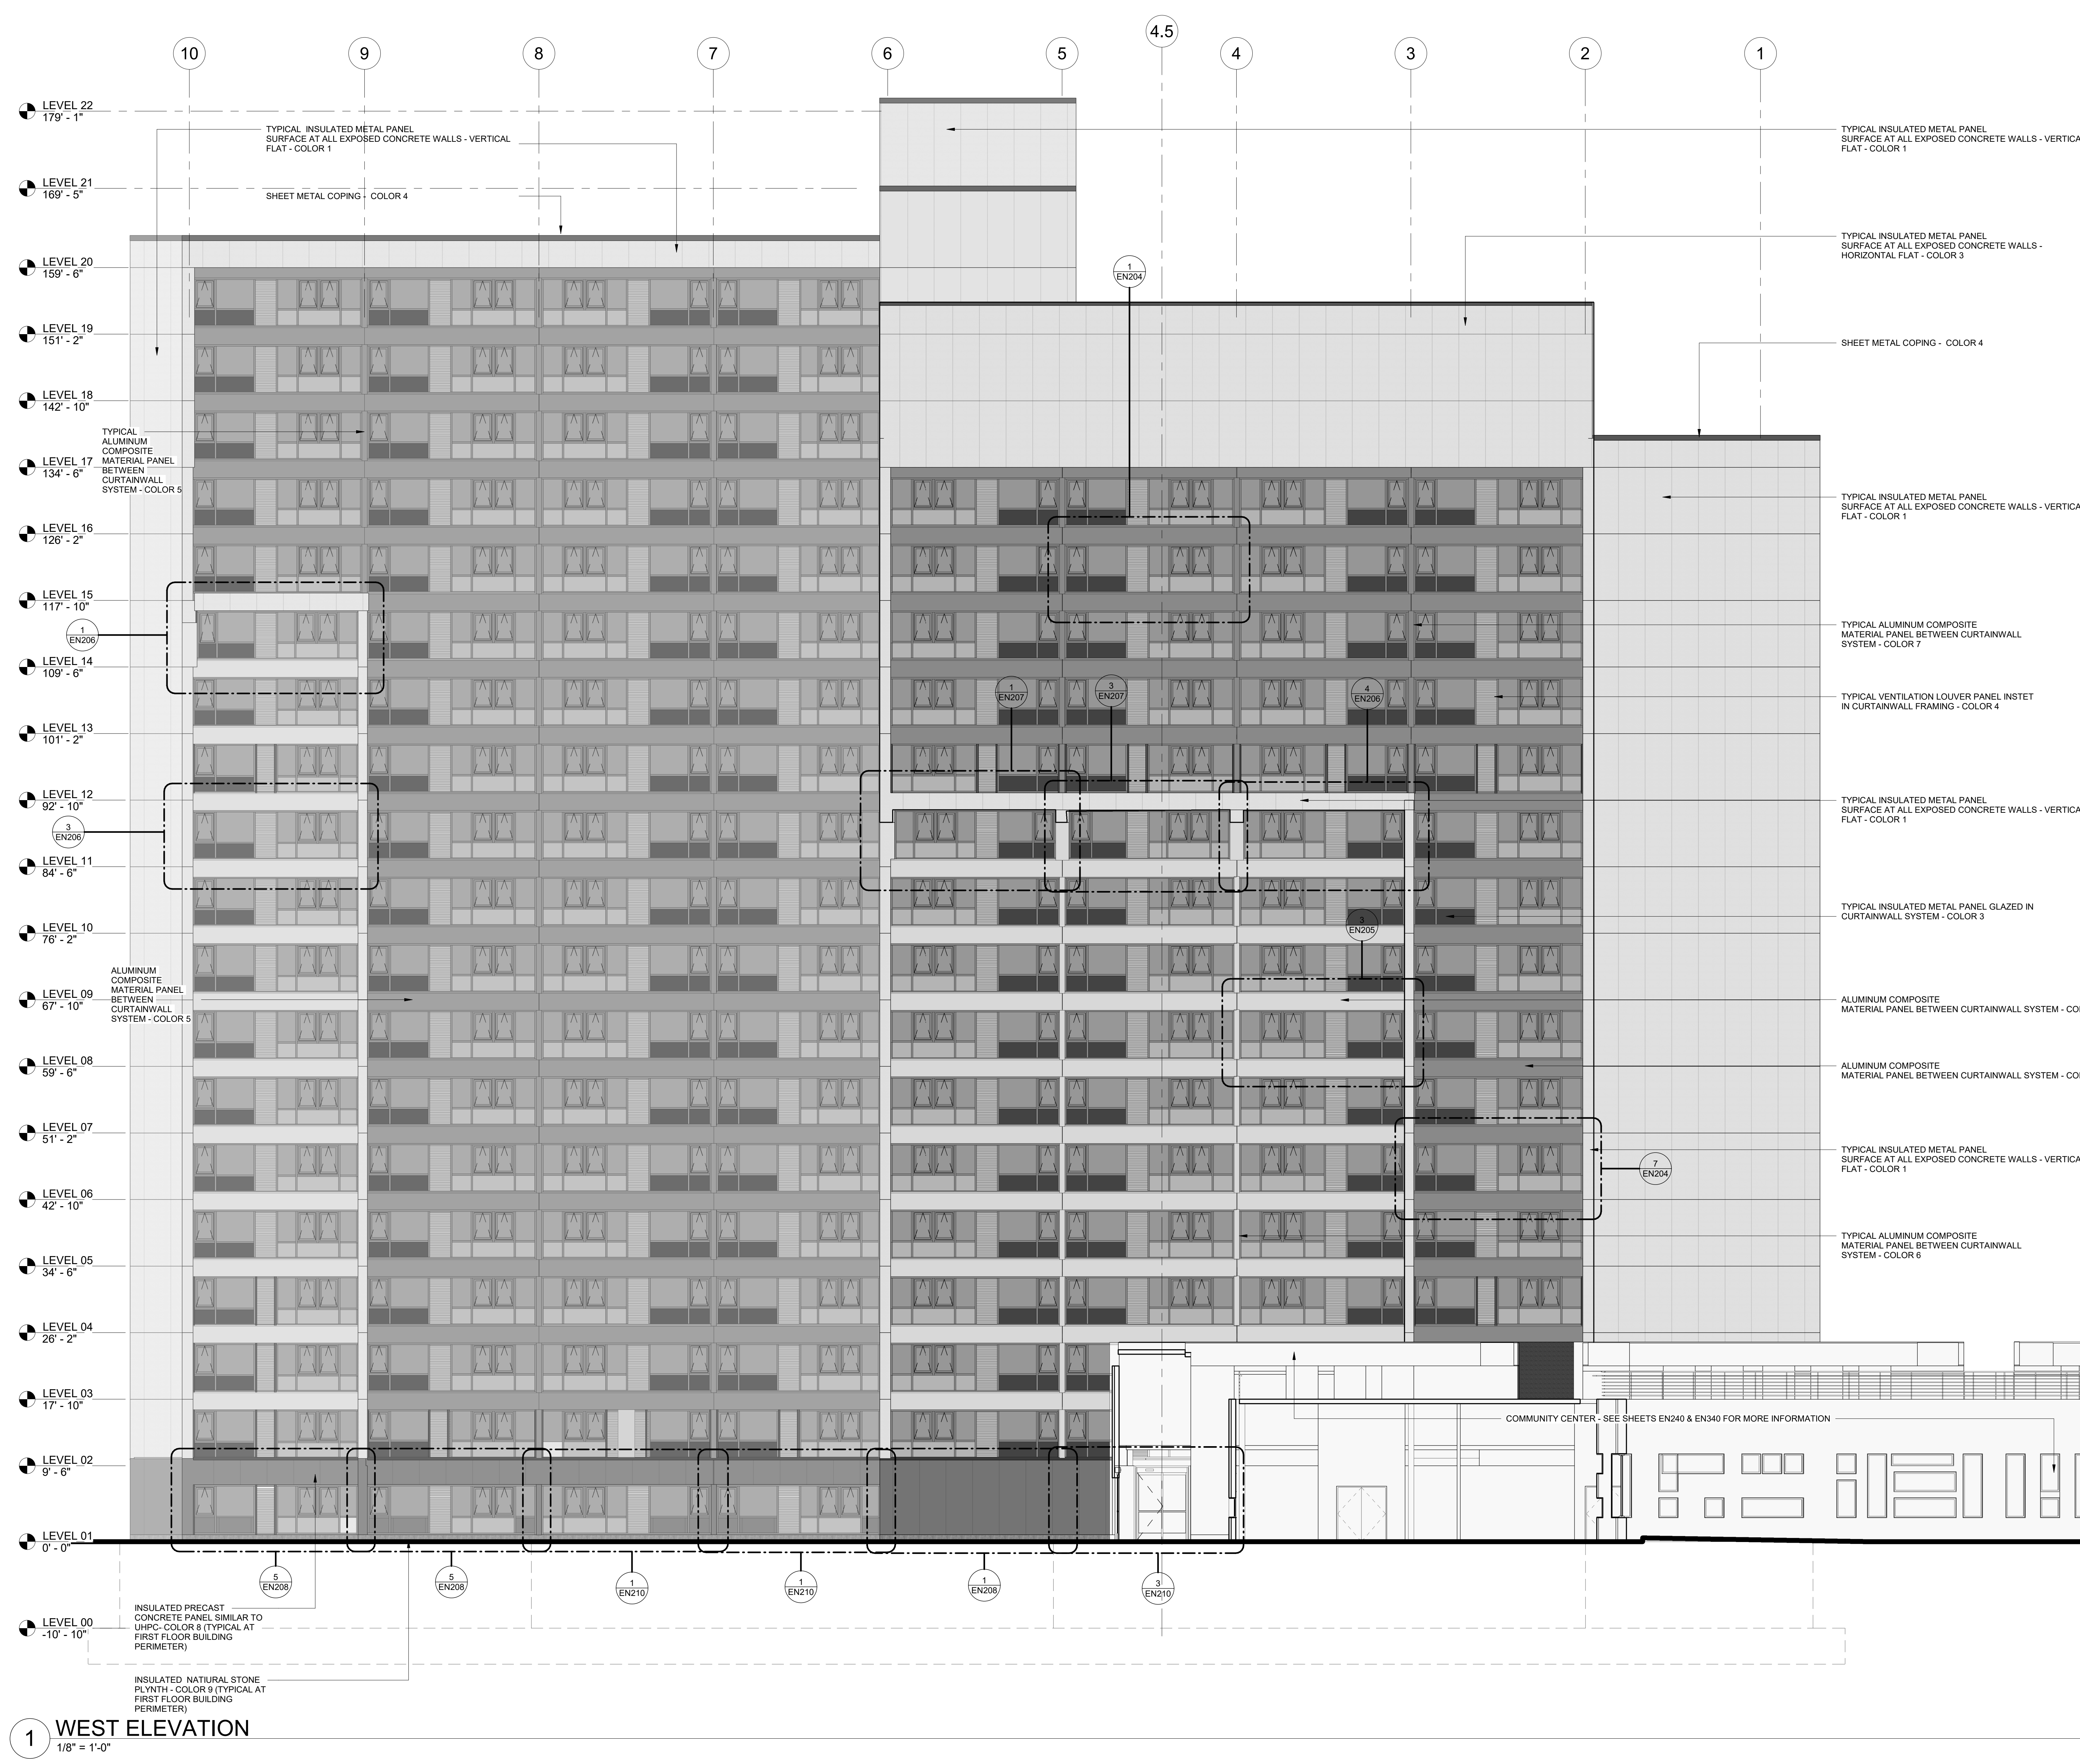 4.5
10
9
8
7
6
5
4
3
2
1
LEVEL 22
179' - 1"
LEVEL 21
169' - 5"
LEVEL 20
159' - 6"
LEVEL 19
151' - 2"
LEVEL 18
142' - 10"
LEVEL 17
134' - 6"
LEVEL 16
126' - 2"
LEVEL 15
117' - 10"
LEVEL 14
109' - 6"
LEVEL 13
101' - 2"
LEVEL 12
92' - 10"
LEVEL 11
84' - 6"
LEVEL 10
76' - 2"
LEVEL 09
67' - 10"
LEVEL 08
59' - 6"
LEVEL 07
51' - 2"
LEVEL 06
42' - 10"
LEVEL 05
34' - 6"
LEVEL 04
26' - 2"
LEVEL 03
17' - 10"
LEVEL 02
9' - 6"
LEVEL 01
0' - 0"
LEVEL 00
-10' - 10"
TYPICAL INSULATED METAL PANEL
SURFACE AT ALL EXPOSED CONCRETE WALLS - VERTICAL
FLAT - COLOR 1
SHEET METAL COPING - COLOR 4
TYPICAL
ALUMINUM
COMPOSITE
MATERIAL PANEL
BETWEEN
CURTAINWALL
SYSTEM - COLOR 5
1
EN206
3
EN206
ALUMINUM
COMPOSITE
MATERIAL PANEL
BETWEEN
CURTAINWALL
SYSTEM - COLOR 5
1
EN204
1
EN207
3
EN207
4
EN206
3
EN205
7
EN204
TYPICAL INSULATED METAL PANEL
SURFACE AT ALL EXPOSED CONCRETE WALLS - VERTICA
FLAT - COLOR 1
TYPICAL INSULATED METAL PANEL
SURFACE AT ALL EXPOSED CONCRETE WALLS -
HORIZONTAL FLAT - COLOR 3
SHEET METAL COPING - COLOR 4
TYPICAL INSULATED METAL PANEL
SURFACE AT ALL EXPOSED CONCRETE WALLS - VERTICA
FLAT - COLOR 1
TYPICAL ALUMINUM COMPOSITE
MATERIAL PANEL BETWEEN CURTAINWALL
SYSTEM - COLOR 7
TYPICAL VENTILATION LOUVER PANEL INSTET
IN CURTAINWALL FRAMING - COLOR 4
TYPICAL INSULATED METAL PANEL
SURFACE AT ALL EXPOSED CONCRETE WALLS - VERTICA
FLAT - COLOR 1
TYPICAL INSULATED METAL PANEL GLAZED IN
CURTAINWALL SYSTEM - COLOR 3
ALUMINUM COMPOSITE
MATERIAL PANEL BETWEEN CURTAINWALL SYSTEM - CO
ALUMINUM COMPOSITE
MATERIAL PANEL BETWEEN CURTAINWALL SYSTEM - CO
TYPICAL INSULATED METAL PANEL
SURFACE AT ALL EXPOSED CONCRETE WALLS - VERTICA
FLAT - COLOR 1
TYPICAL ALUMINUM COMPOSITE
MATERIAL PANEL BETWEEN CURTAINWALL
SYSTEM - COLOR 6
COMMUNITY CENTER - SEE SHEETS EN240 & EN340 FOR MORE INFORMATION
5
EN208
5
EN208
1
EN210
1
EN210
1
EN208
3
EN210
INSULATED PRECAST
CONCRETE PANEL SIMILAR TO
UHPC- COLOR 8 (TYPICAL AT
FIRST FLOOR BUILDING
PERIMETER)
INSULATED NATIURAL STONE
PLYNTH - COLOR 9 (TYPICAL AT
FIRST FLOOR BUILDING
PERIMETER)
1
WEST ELEVATION
1/8" = 1'-0"